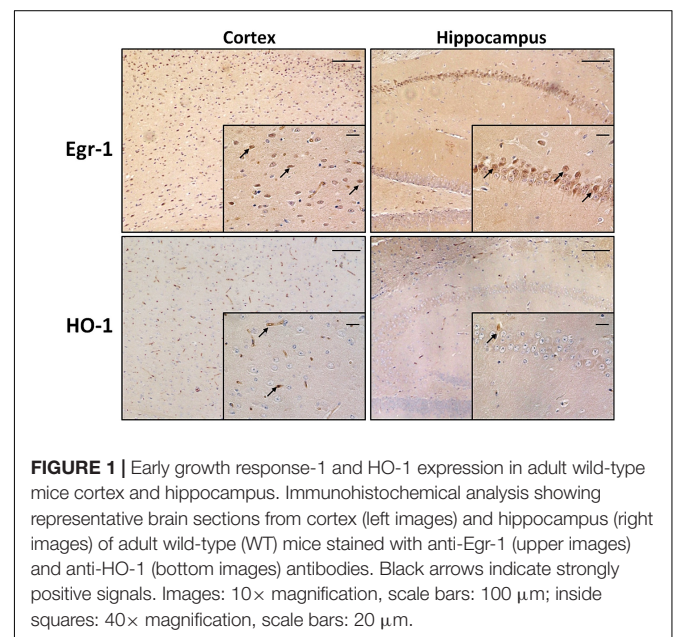 Cortex
Hippocampus
Egr-1
HO-1
FIGURE 1 | Early growth response-1 and HO-1 expression in adult wild-type
mice cortex and hippocampus. Immunohistochemical analysis showing
representative brain sections from cortex (left images) and hippocampus (right
images) of adult wild-type (WT) mice stained with anti-Egr-1 (upper images)
and anti-HO-1 (bottom images) antibodies. Black arrows indicate strongly
positive signals. Images: 10× magnification, scale bars: 100 μm; inside
squares: 40× magnification, scale bars: 20 μm.